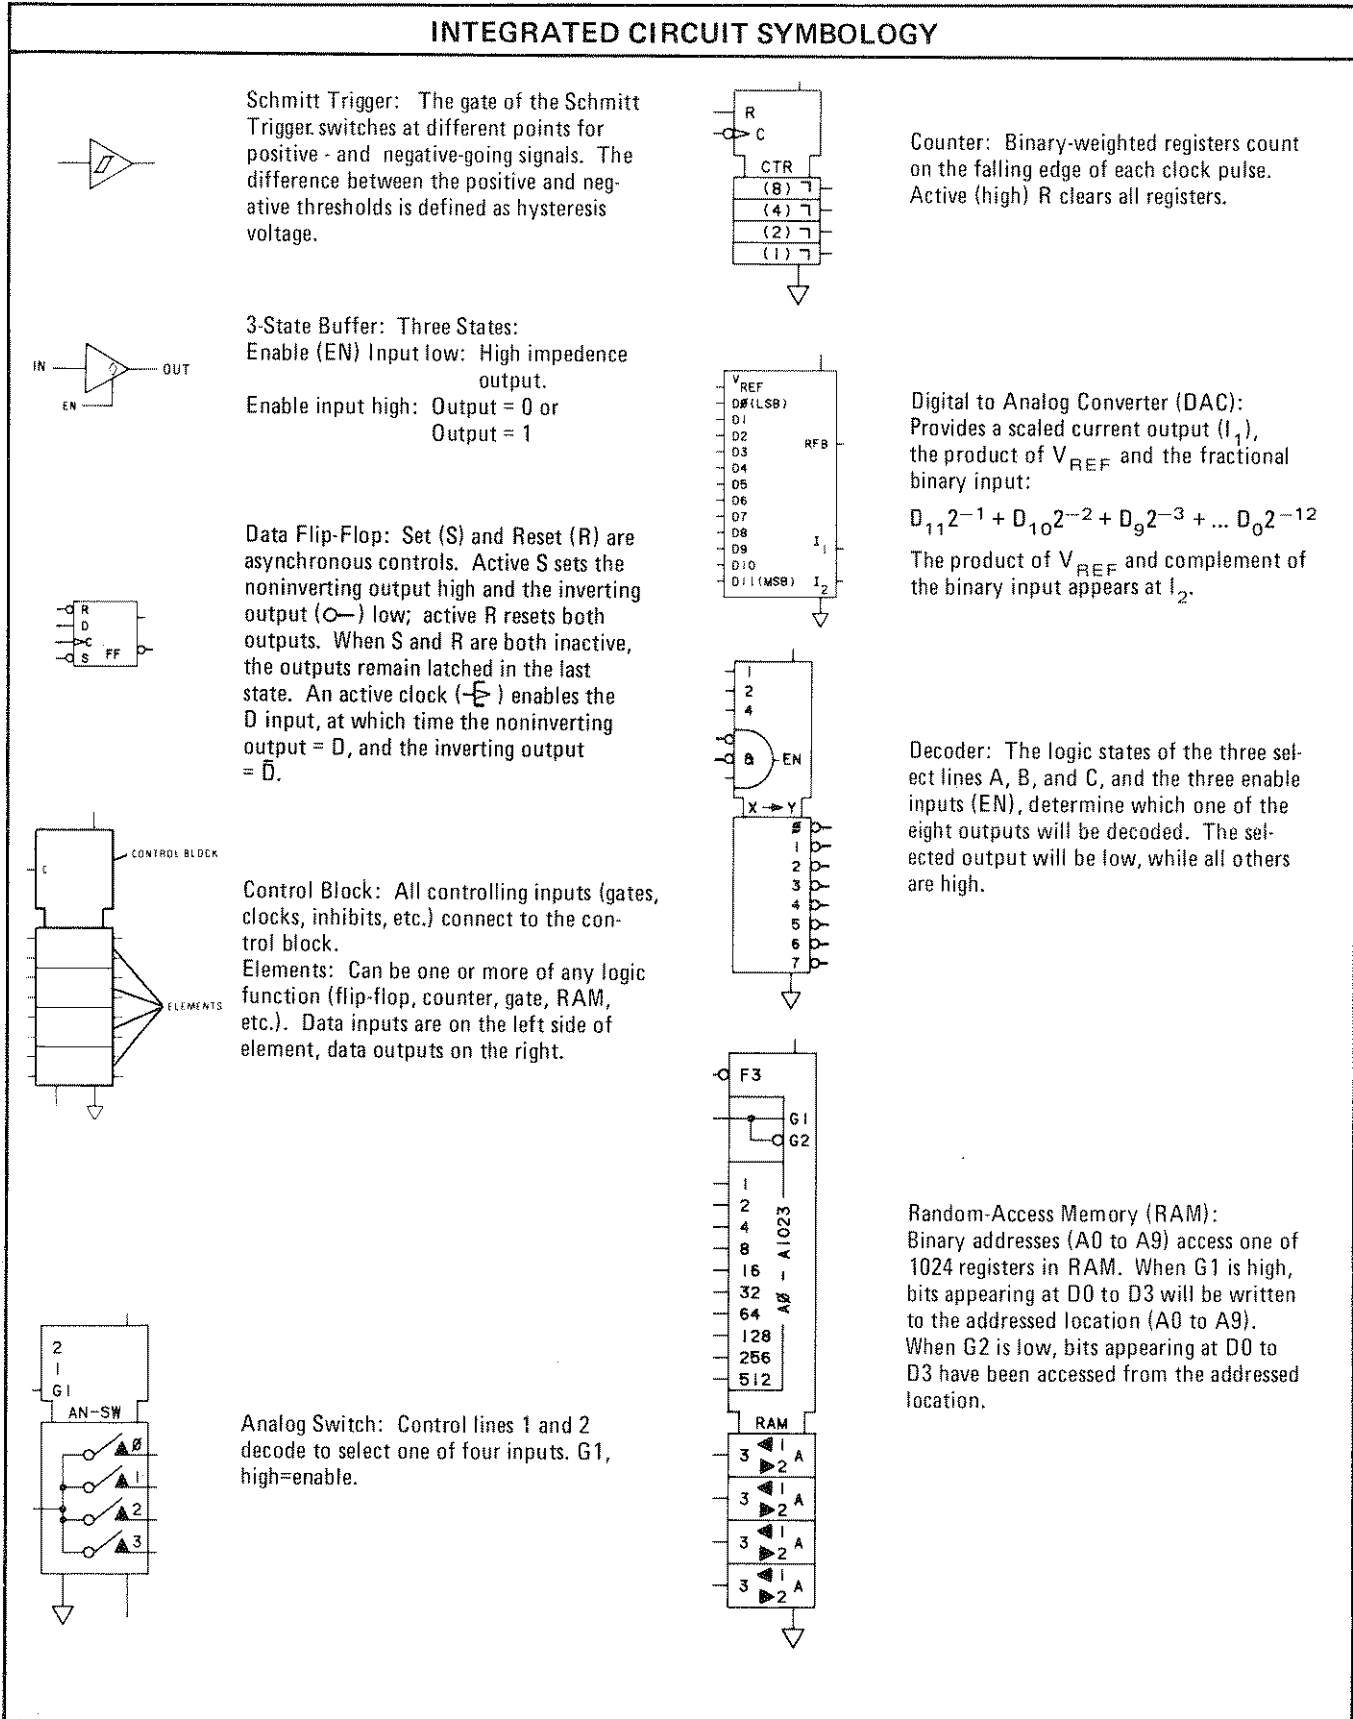 INTEGRATED CIRCUIT SYMBOLOGY
Schmitt Trigger: The gate of the Schmitt
Trigger switches at different points for
positive - and negative-going signals. The
difference between the positive and neg-
ative thresholds is defined as hysteresis
voltage.
IN
OUT
EN
3-State Buffer: Three States:
Enable (EN) Input low: High impedence
output.
Enable input high: Output = 0 or
Output = 1
R
D
C
S FF
Data Flip-Flop: Set (S) and Reset (R) are
asynchronous controls. Active S sets the
noninverting output high and the inverting
output ( ) low; active R resets both
outputs. When S and R are both inactive,
the outputs remain latched in the last
state. An active clock ( ) enables the
D input, at which time the noninverting
output = D, and the inverting output
= D̄.
C
CONTROL BLOCK
ELEMENTS
Control Block: All controlling inputs (gates,
clocks, inhibits, etc.) connect to the con-
trol block.
Elements: Can be one or more of any logic
function (flip-flop, counter, gate, RAM,
etc.). Data inputs are on the left side of
element, data outputs on the right.
2
1
G1
AN-SW
Ø
1
2
3
Analog Switch: Control lines 1 and 2
decode to select one of four inputs. G1,
high=enable.
R
C
CTR
(8) ┐
(4) ┐
(2) ┐
(1) ┐
Counter: Binary-weighted registers count
on the falling edge of each clock pulse.
Active (high) R clears all registers.
VREF
DØ(LSB)
D1
D2
D3
RFB
D4
D5
D6
D7
D8
D9
I1
D10
D11(MSB) I2
Digital to Analog Converter (DAC):
Provides a scaled current output (I₁),
the product of VREF and the fractional
binary input:
D₁₁2⁻¹ + D₁₀2⁻² + D₉2⁻³ + ... D₀2⁻¹²
The product of VREF and complement of
the binary input appears at I₂.
1
2
4
& EN
X → Y
Ø
1
2
3
4
5
6
7
Decoder: The logic states of the three sel-
ect lines A, B, and C, and the three enable
inputs (EN), determine which one of the
eight outputs will be decoded. The sel-
ected output will be low, while all others
are high.
F3
G1
G2
1
2
4
8
16
32
64
128
256
512
AØ - A1023
RAM
3 1 A
2
3 1 A
2
3 1 A
2
3 1 A
2
Random-Access Memory (RAM):
Binary addresses (A0 to A9) access one of
1024 registers in RAM. When G1 is high,
bits appearing at D0 to D3 will be written
to the addressed location (A0 to A9).
When G2 is low, bits appearing at D0 to
D3 have been accessed from the addressed
location.